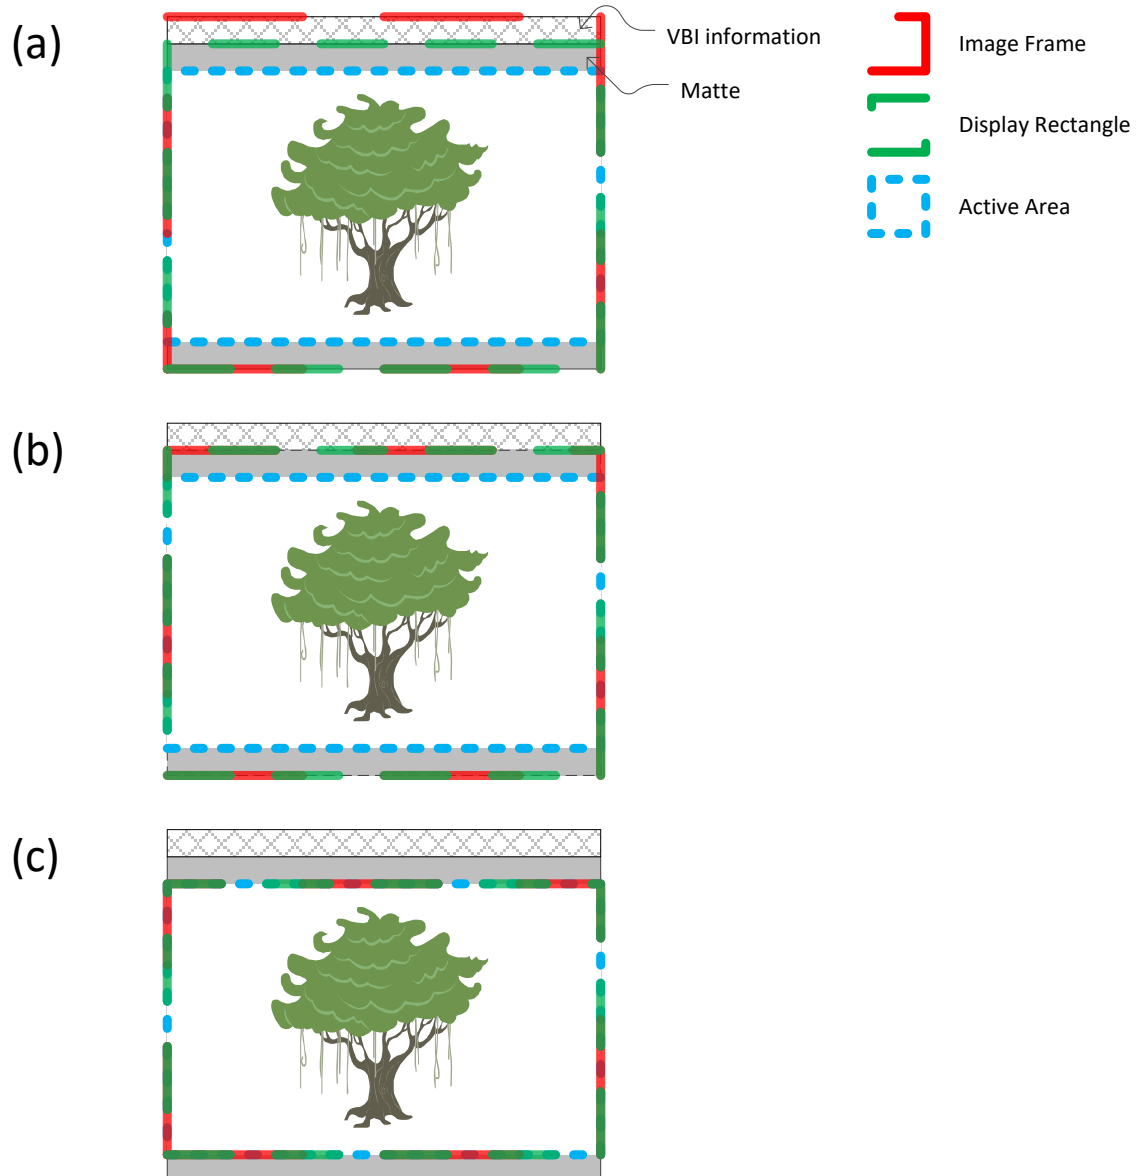 (a)
VBI information
Matte
Image Frame
Display Rectangle
Active Area
(b)
(c)